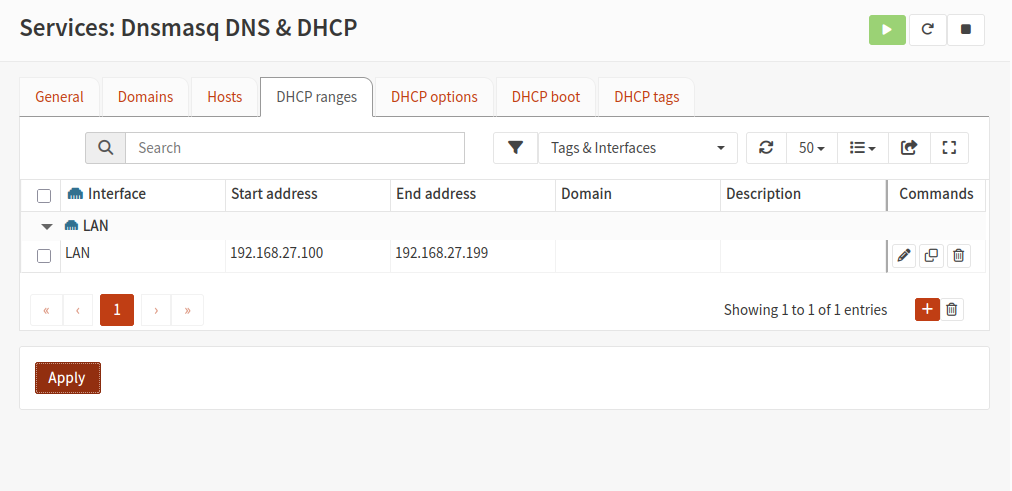 Services: Dnsmasq DNS & DHCP
General Domains Hosts DHCP ranges DHCP options DHCP boot DHCP tags
Search Tags & Interfaces 50
Interface Start address End address Domain Description Commands
LAN
LAN 192.168.27.100 192.168.27.199
« ‹ 1 › » Showing 1 to 1 of 1 entries +
Apply